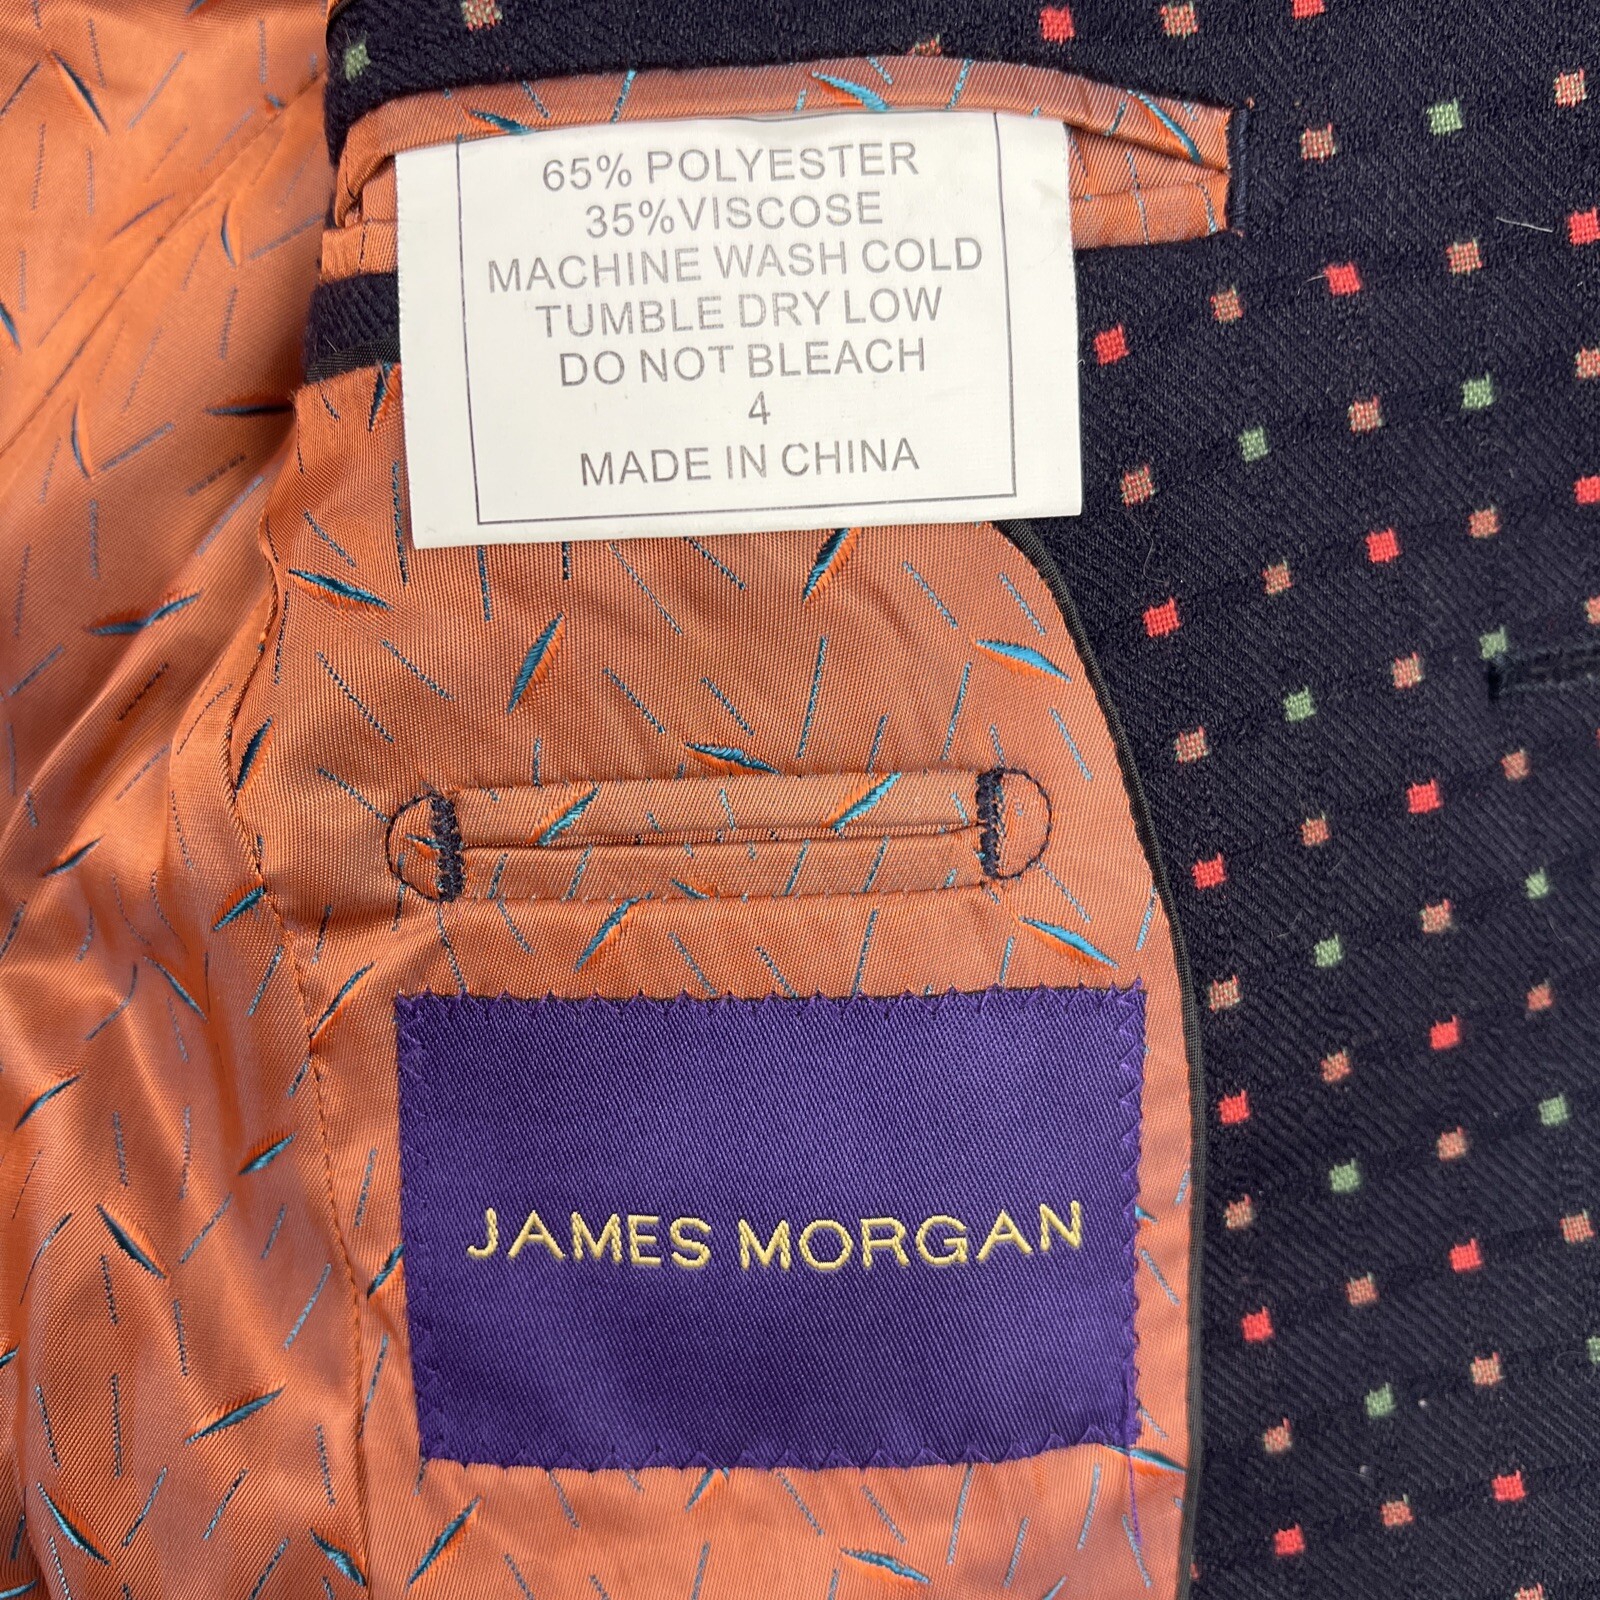 65% POLYESTER
35%VISCOSE
MACHINE WASH COLD
TUMBLE DRY LOW
DO NOT BLEACH
4
MADE IN CHINA
JAMES MORGAN